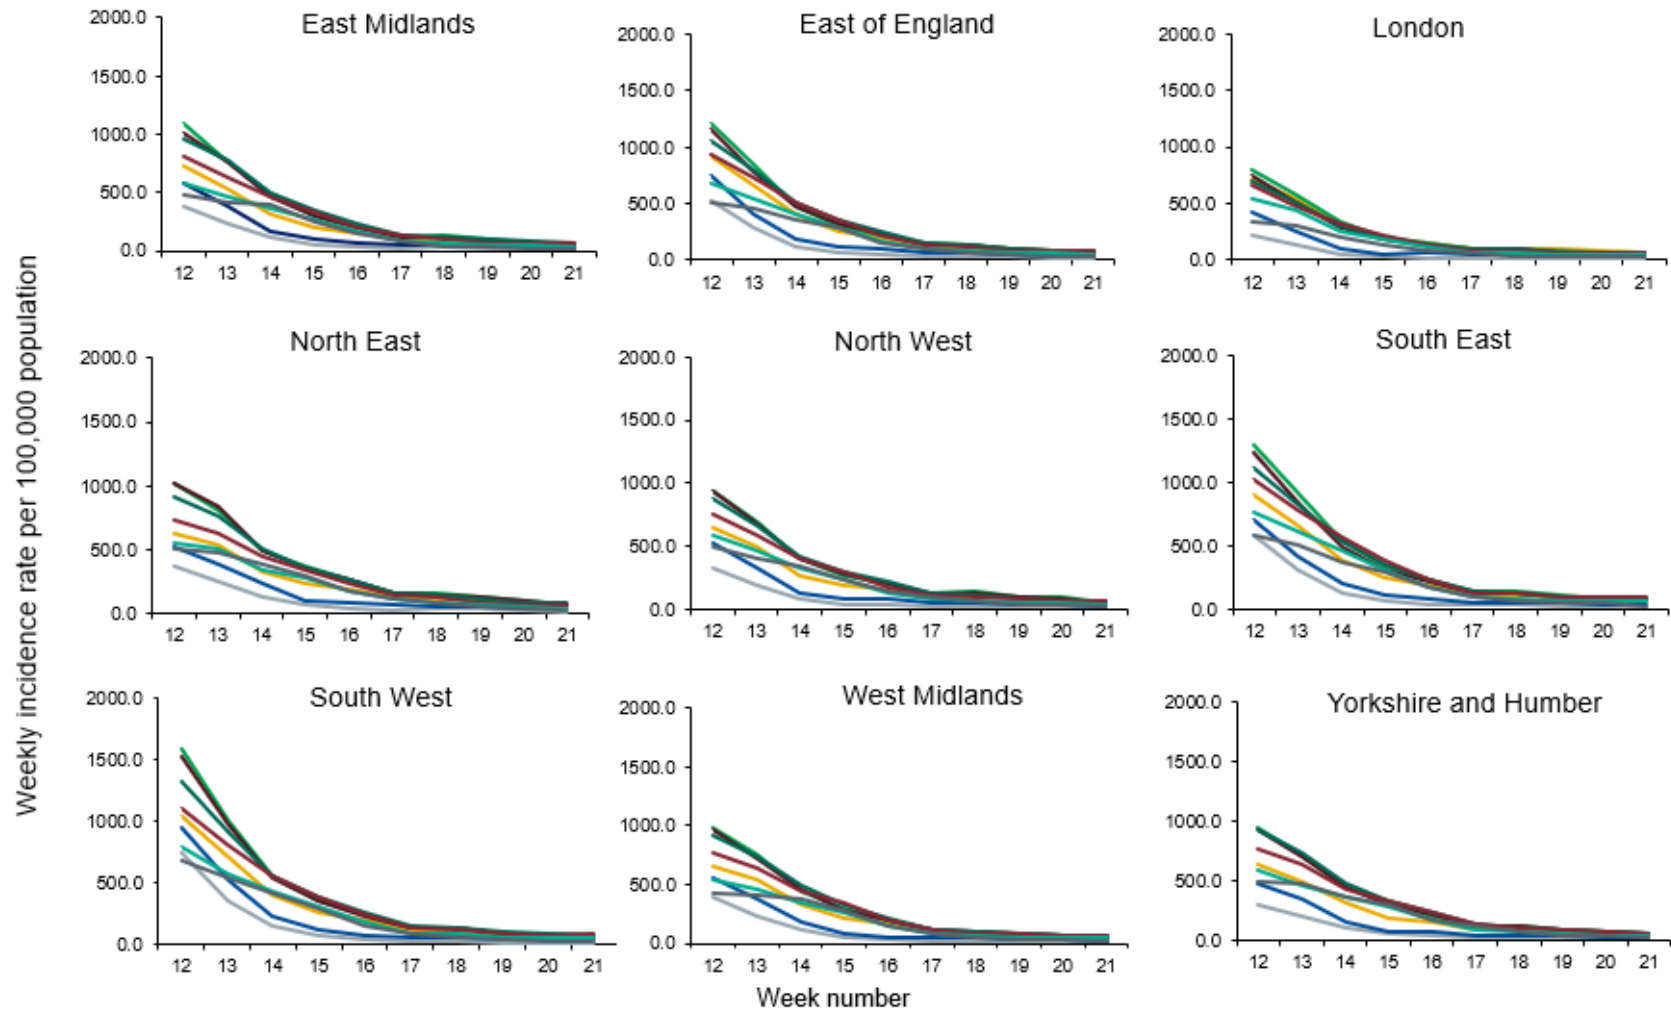 Weekly incidence rate per 100,000 population
East Midlands
2000.0
1500.0
1000.0
500.0
0.0
12 13 14 15 16 17 18 19 20 21
East of England
2000.0
1500.0
1000.0
500.0
0.0
12 13 14 15 16 17 18 19 20 21
London
2000.0
1500.0
1000.0
500.0
0.0
12 13 14 15 16 17 18 19 20 21
North East
2000.0
1500.0
1000.0
500.0
0.0
12 13 14 15 16 17 18 19 20 21
North West
2000.0
1500.0
1000.0
500.0
0.0
12 13 14 15 16 17 18 19 20 21
South East
2000.0
1500.0
1000.0
500.0
0.0
12 13 14 15 16 17 18 19 20 21
South West
2000.0
1500.0
1000.0
500.0
0.0
12 13 14 15 16 17 18 19 20 21
West Midlands
2000.0
1500.0
1000.0
500.0
0.0
12 13 14 15 16 17 18 19 20 21
Yorkshire and Humber
2000.0
1500.0
1000.0
500.0
0.0
12 13 14 15 16 17 18 19 20 21
Week number